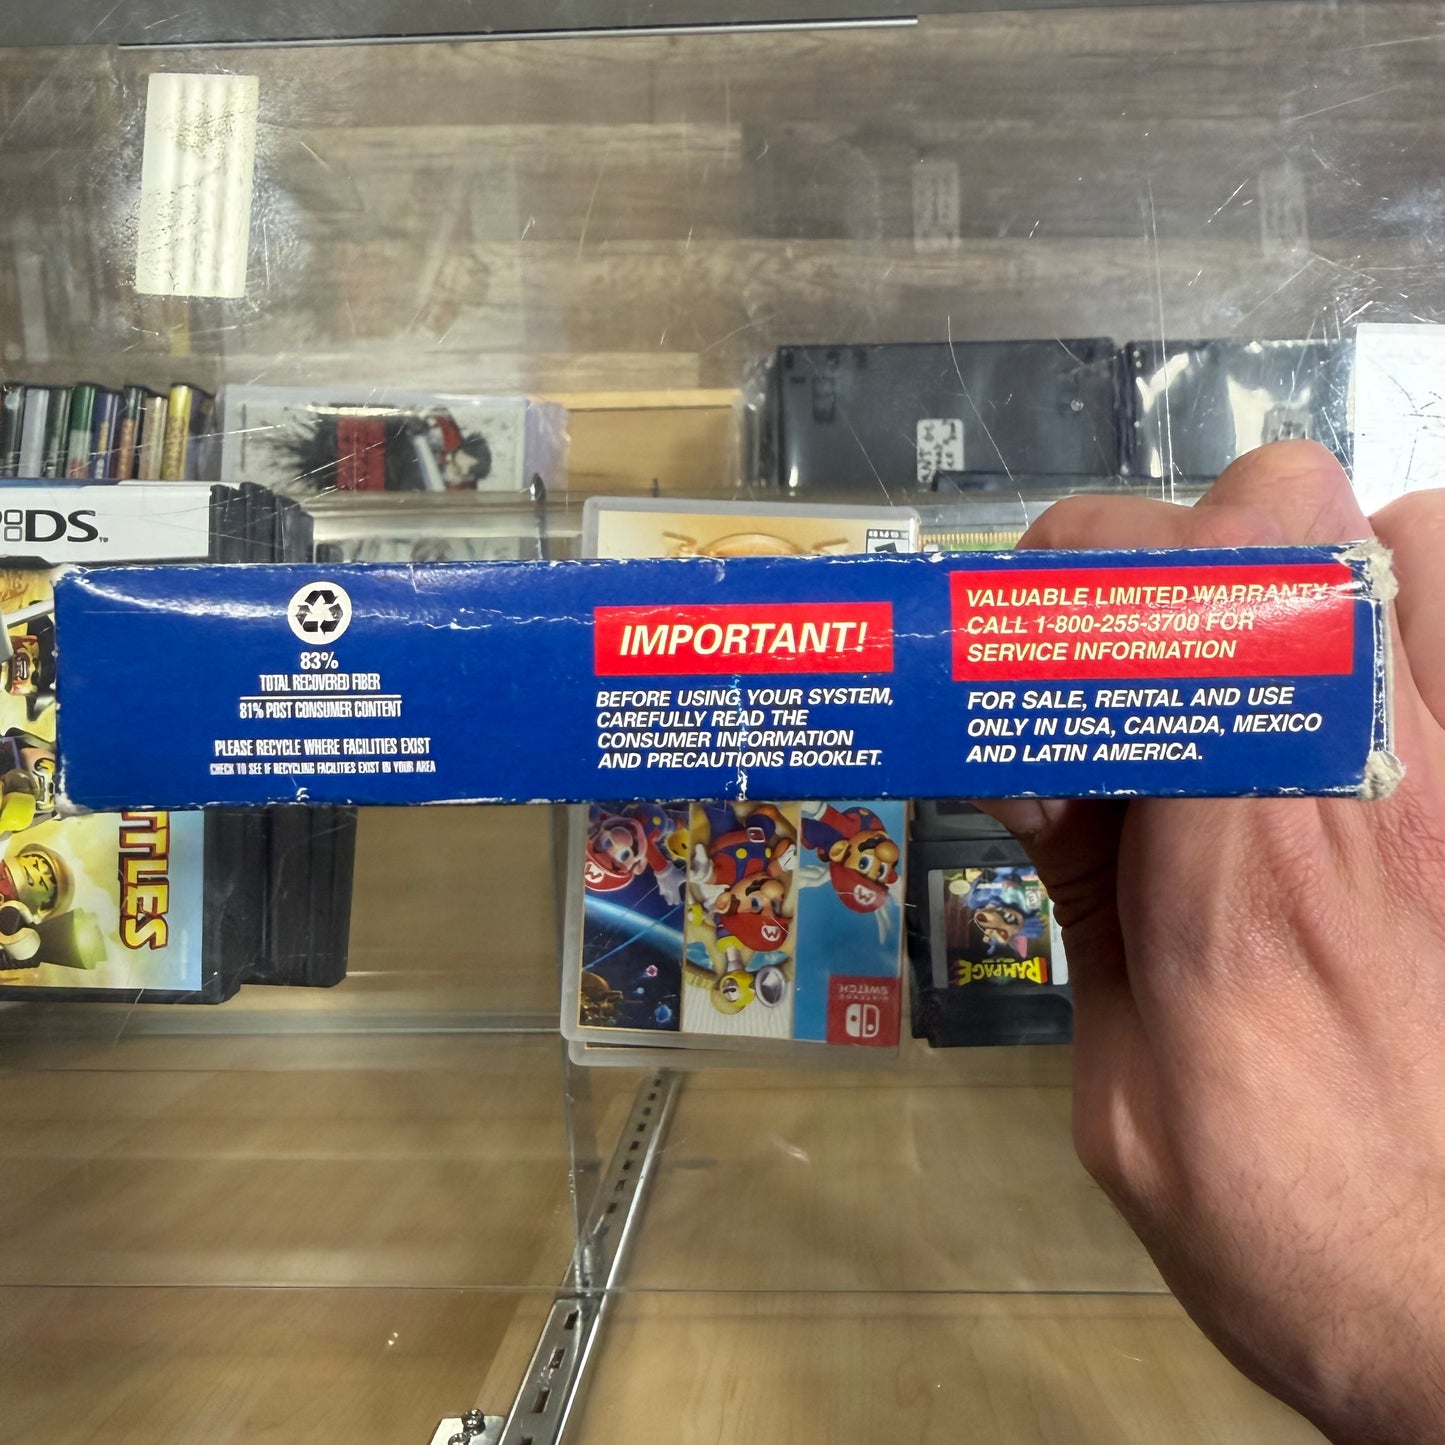 DS
83%
TOTAL RECOVERED FIBER
81% POST CONSUMER CONTENT
PLEASE RECYCLE WHERE FACILITIES EXIST
CHECK TO SEE IF RECYCLING FACILITIES EXIST IN YOUR AREA
IMPORTANT!
BEFORE USING YOUR SYSTEM,
CAREFULLY READ THE
CONSUMER INFORMATION
AND PRECAUTIONS BOOKLET.
VALUABLE LIMITED WARRANTY
CALL 1-800-255-3700 FOR
SERVICE INFORMATION
FOR SALE, RENTAL AND USE
ONLY IN USA, CANADA, MEXICO
AND LATIN AMERICA.
TTLES
NINTENDO
SWITCH
RAMPAGE